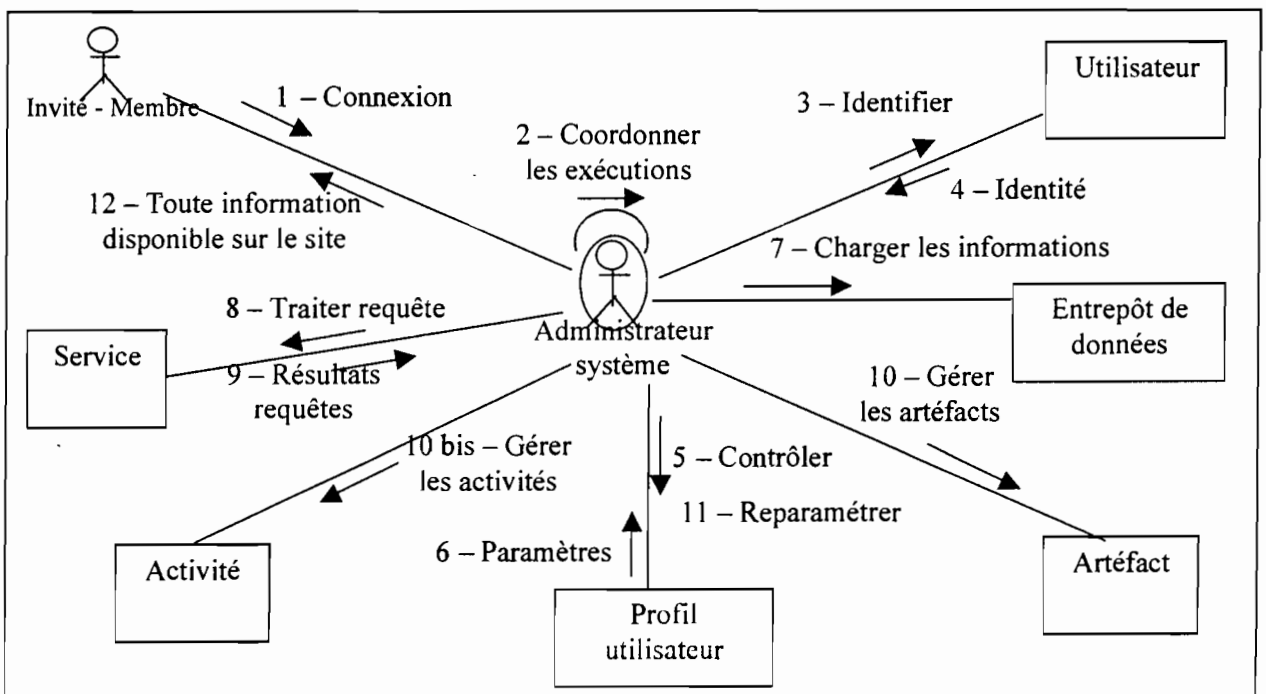 Utilisateur
1 – Connexion
Invité - Membre
3 – Identifier
2 – Coordonner
les exécutions
4 – Identité
12 – Toute information
disponible sur le site
7 – Charger les informations
8 – Traiter requête
Administrateur
système
Entrepôt de
données
Service
9 – Résultats
requêtes
10 – Gérer
les artéfacts
10 bis – Gérer
les activités
5 – Contrôler
11 – Reparamétrer
6 – Paramètres
Activité
Artéfact
Profil
utilisateur